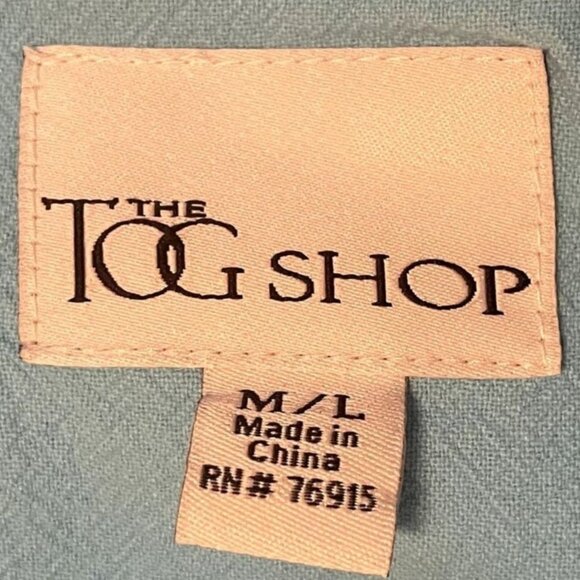 THE
TOG SHOP
M/L
Made in
China
RN# 76915